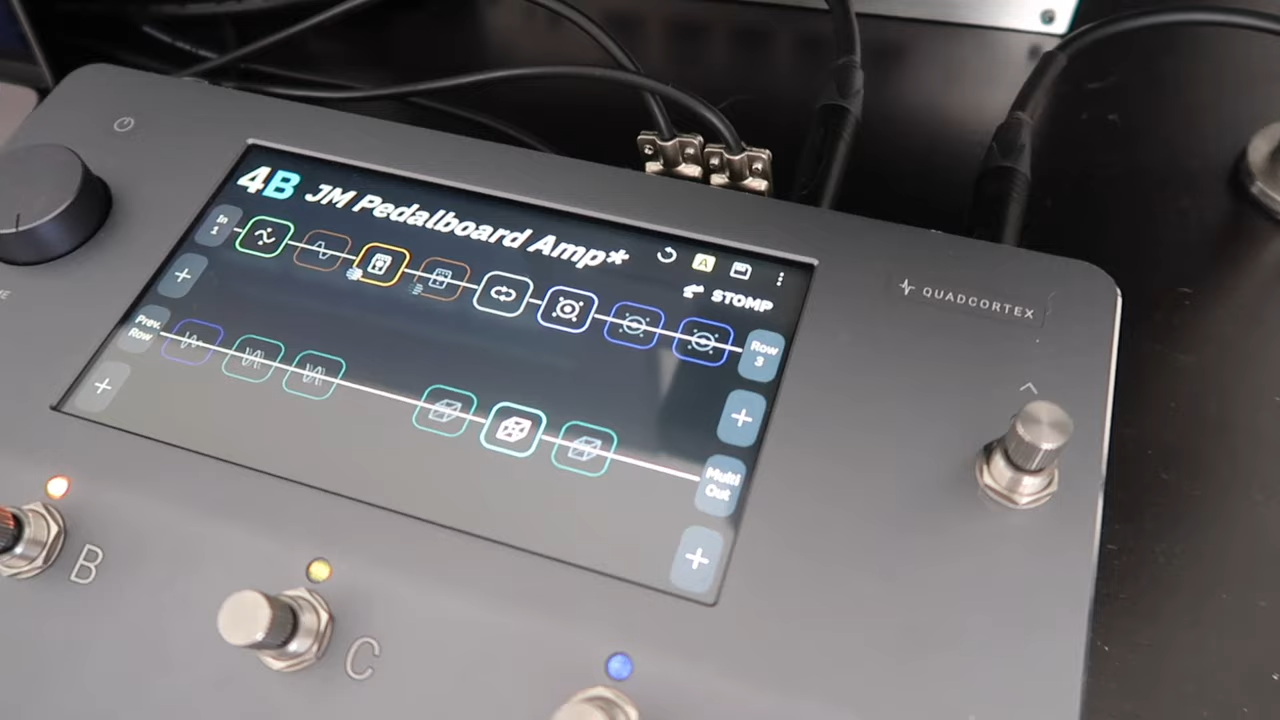 4B JM Pedalboard Amp*
A
STOMP
In
1
Row
3
Prev.
Row
Multi
Out
QUADCORTEX
B
C